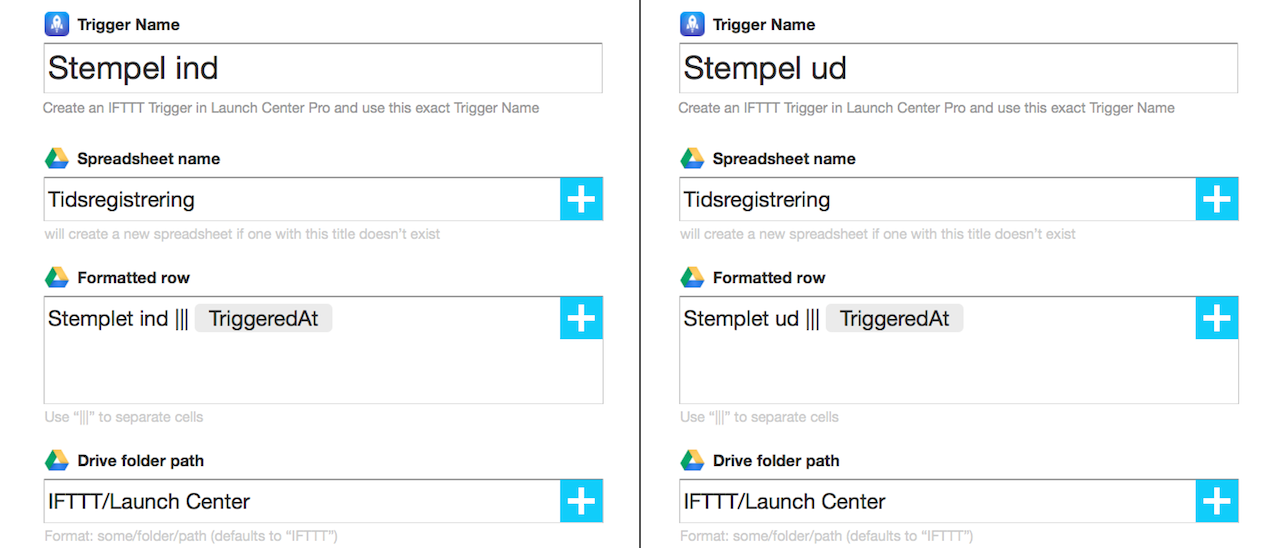 Trigger Name
Stempel ind
Create an IFTTT Trigger in Launch Center Pro and use this exact Trigger Name
Spreadsheet name
Tidsregistrering
will create a new spreadsheet if one with this title doesn't exist
Formatted row
Stemplet ind ||| TriggeredAt
Use “|||” to separate cells
Drive folder path
IFTTT/Launch Center
Format: some/folder/path (defaults to “IFTTT”)
Trigger Name
Stempel ud
Create an IFTTT Trigger in Launch Center Pro and use this exact Trigger Name
Spreadsheet name
Tidsregistrering
will create a new spreadsheet if one with this title doesn't exist
Formatted row
Stemplet ud ||| TriggeredAt
Use “|||” to separate cells
Drive folder path
IFTTT/Launch Center
Format: some/folder/path (defaults to “IFTTT”)